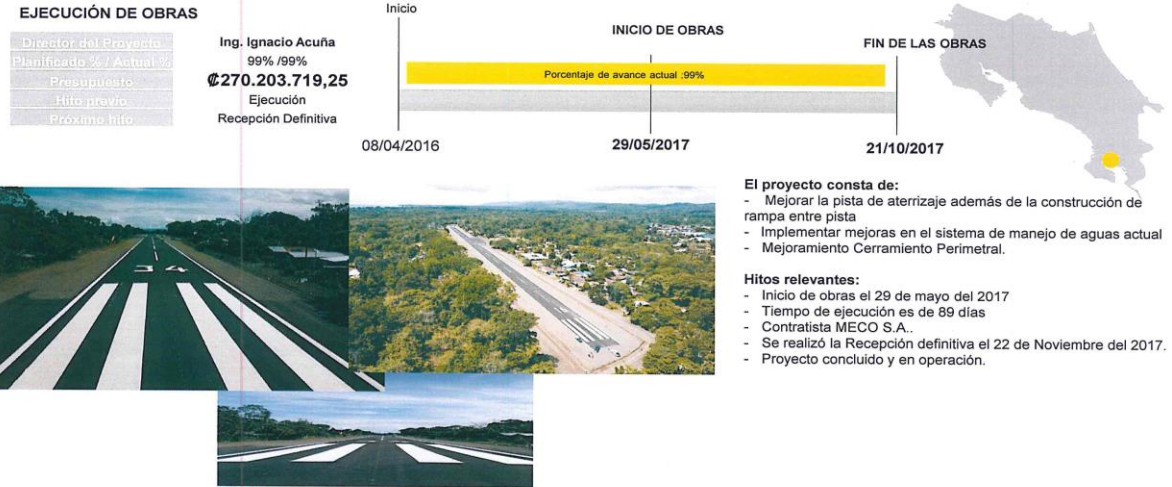 EJECUCIÓN DE OBRAS
Director del Proyecto
Ing. Ignacio Acuña
Planificado % / Actual %
99% /99%
Presupuesto
₡270.203.719,25
Hito previo
Ejecución
Próximo hito
Recepción Definitiva
Inicio
INICIO DE OBRAS
FIN DE LAS OBRAS
Porcentaje de avance actual :99%
08/04/2016
29/05/2017
21/10/2017
El proyecto consta de:
- Mejorar la pista de aterrizaje además de la construcción de
rampa entre pista
- Implementar mejoras en el sistema de manejo de aguas actual
- Mejoramiento Cerramiento Perimetral.
Hitos relevantes:
- Inicio de obras el 29 de mayo del 2017
- Tiempo de ejecución es de 89 días
- Contratista MECO S.A..
- Se realizó la Recepción definitiva el 22 de Noviembre del 2017.
- Proyecto concluido y en operación.
34